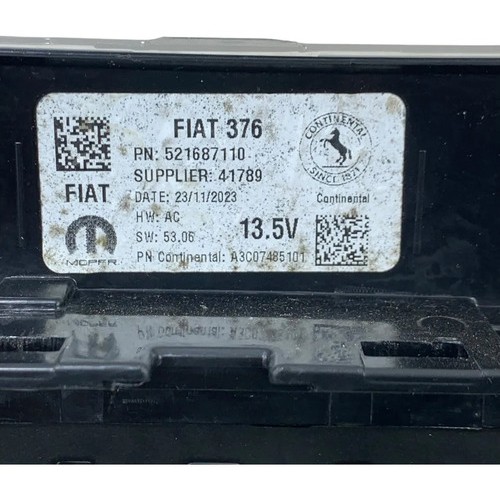 FIAT 376
PN: 521687110
SUPPLIER: 41789
DATE: 23/11/2023
HW: AC
SW: 53.06
13.5V
PN Continental: A3C07485101
FIAT
MOPAR
CONTINENTAL
SINCE 1921
Continental